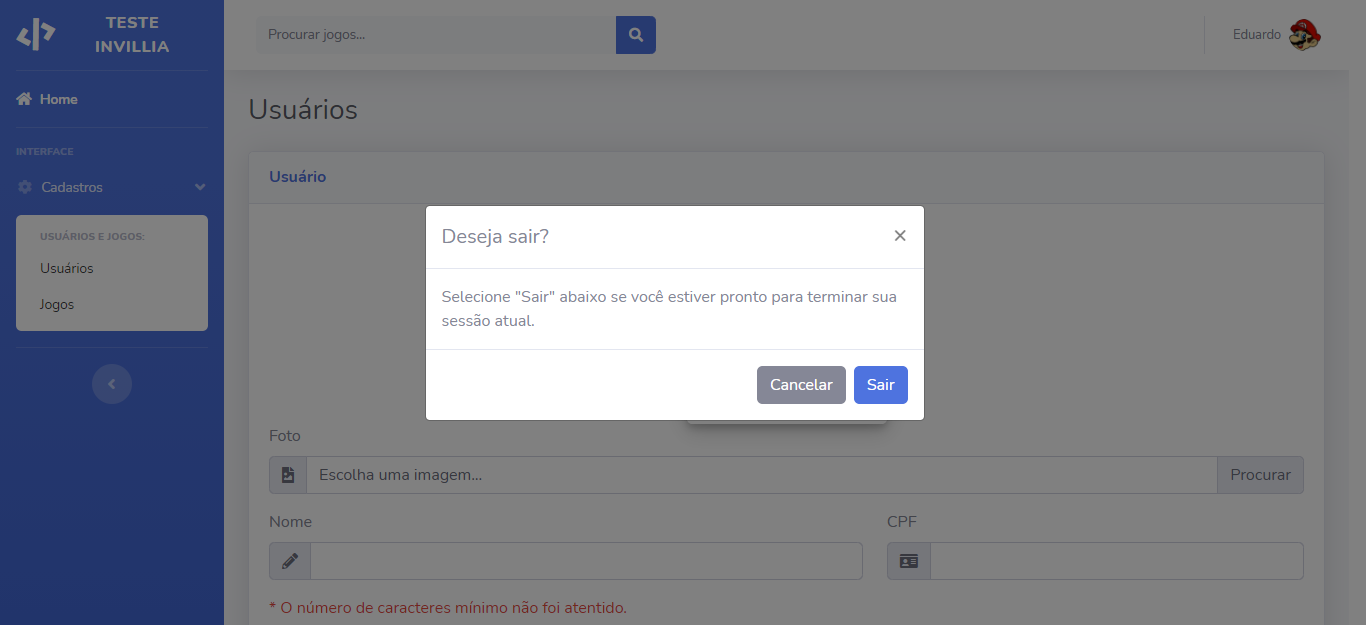 TESTE
INVILLIA
Home
INTERFACE
Cadastros
USUÁRIOS E JOGOS:
Usuários
Jogos
Procurar jogos...
Eduardo
Usuários
Usuário
Deseja sair?
×
Selecione "Sair" abaixo se você estiver pronto para terminar sua
sessão atual.
Cancelar
Sair
Foto
Escolha uma imagem...
Procurar
Nome
CPF
* O número de caracteres mínimo não foi atentido.